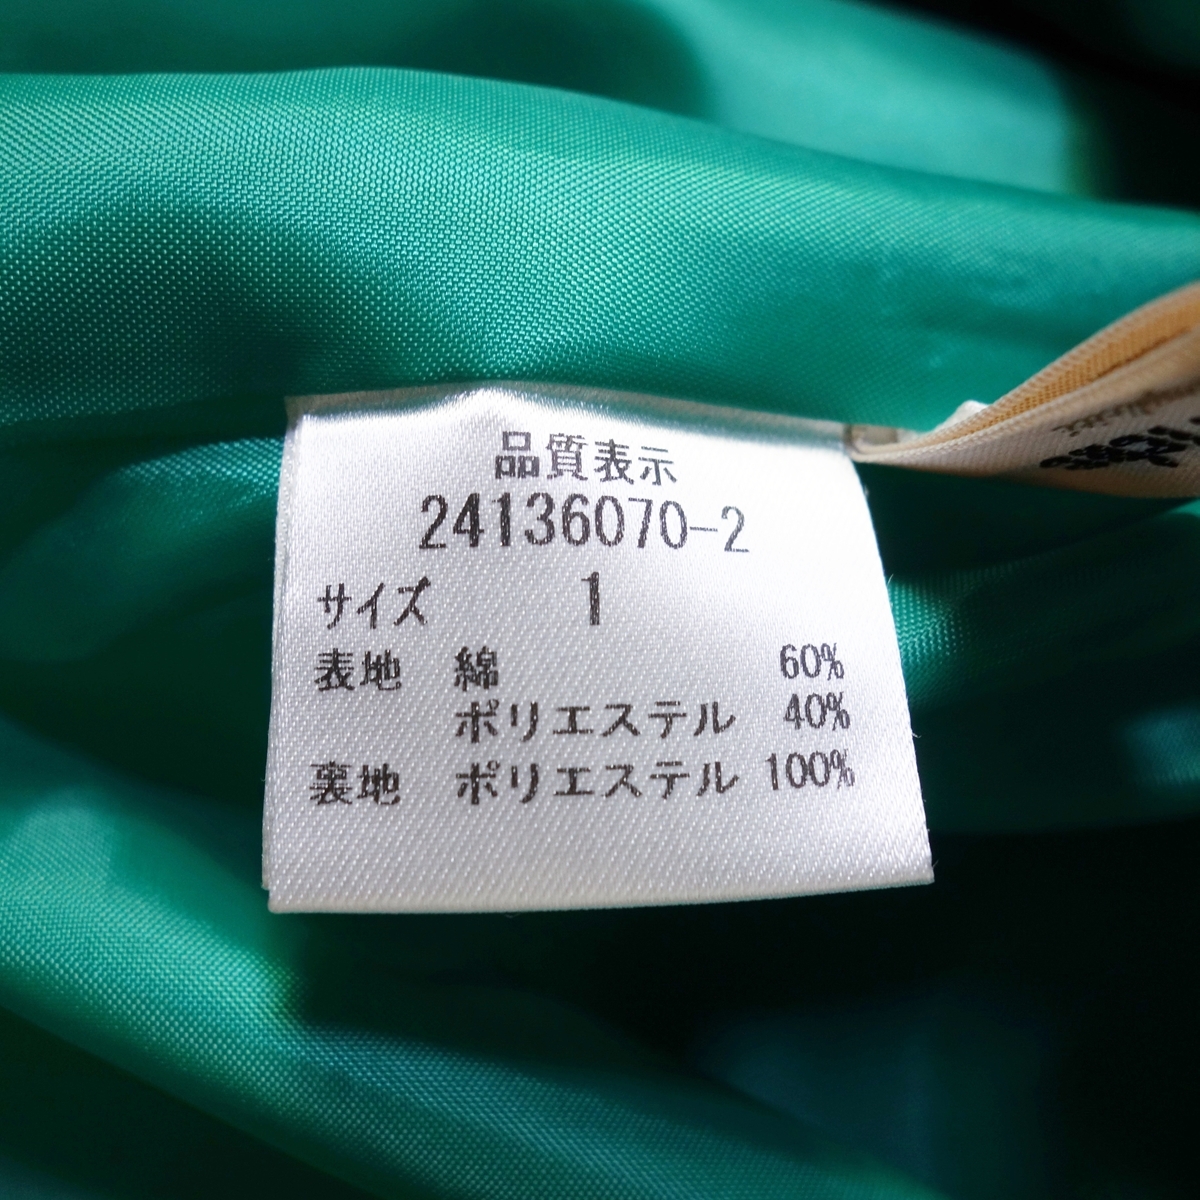 品質表示
24136070-2
サイズ 1
表地 綿 60%
ポリエステル 40%
裏地 ポリエステル 100%